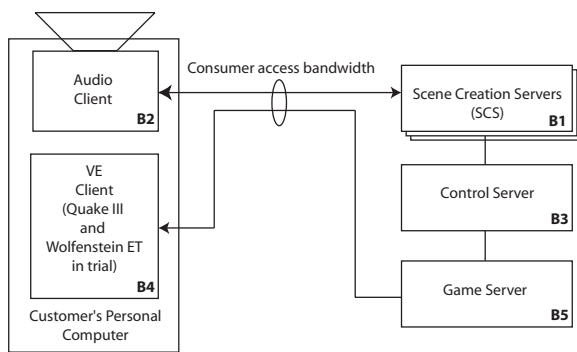 Audio
Client
B2
Consumer access bandwidth
Scene Creation Servers
(SCS)
B1
VE
Client
(Quake III
and
Wolfenstein ET
in trial)
B4
Control Server
B3
Game Server
B5
Customer's Personal
Computer